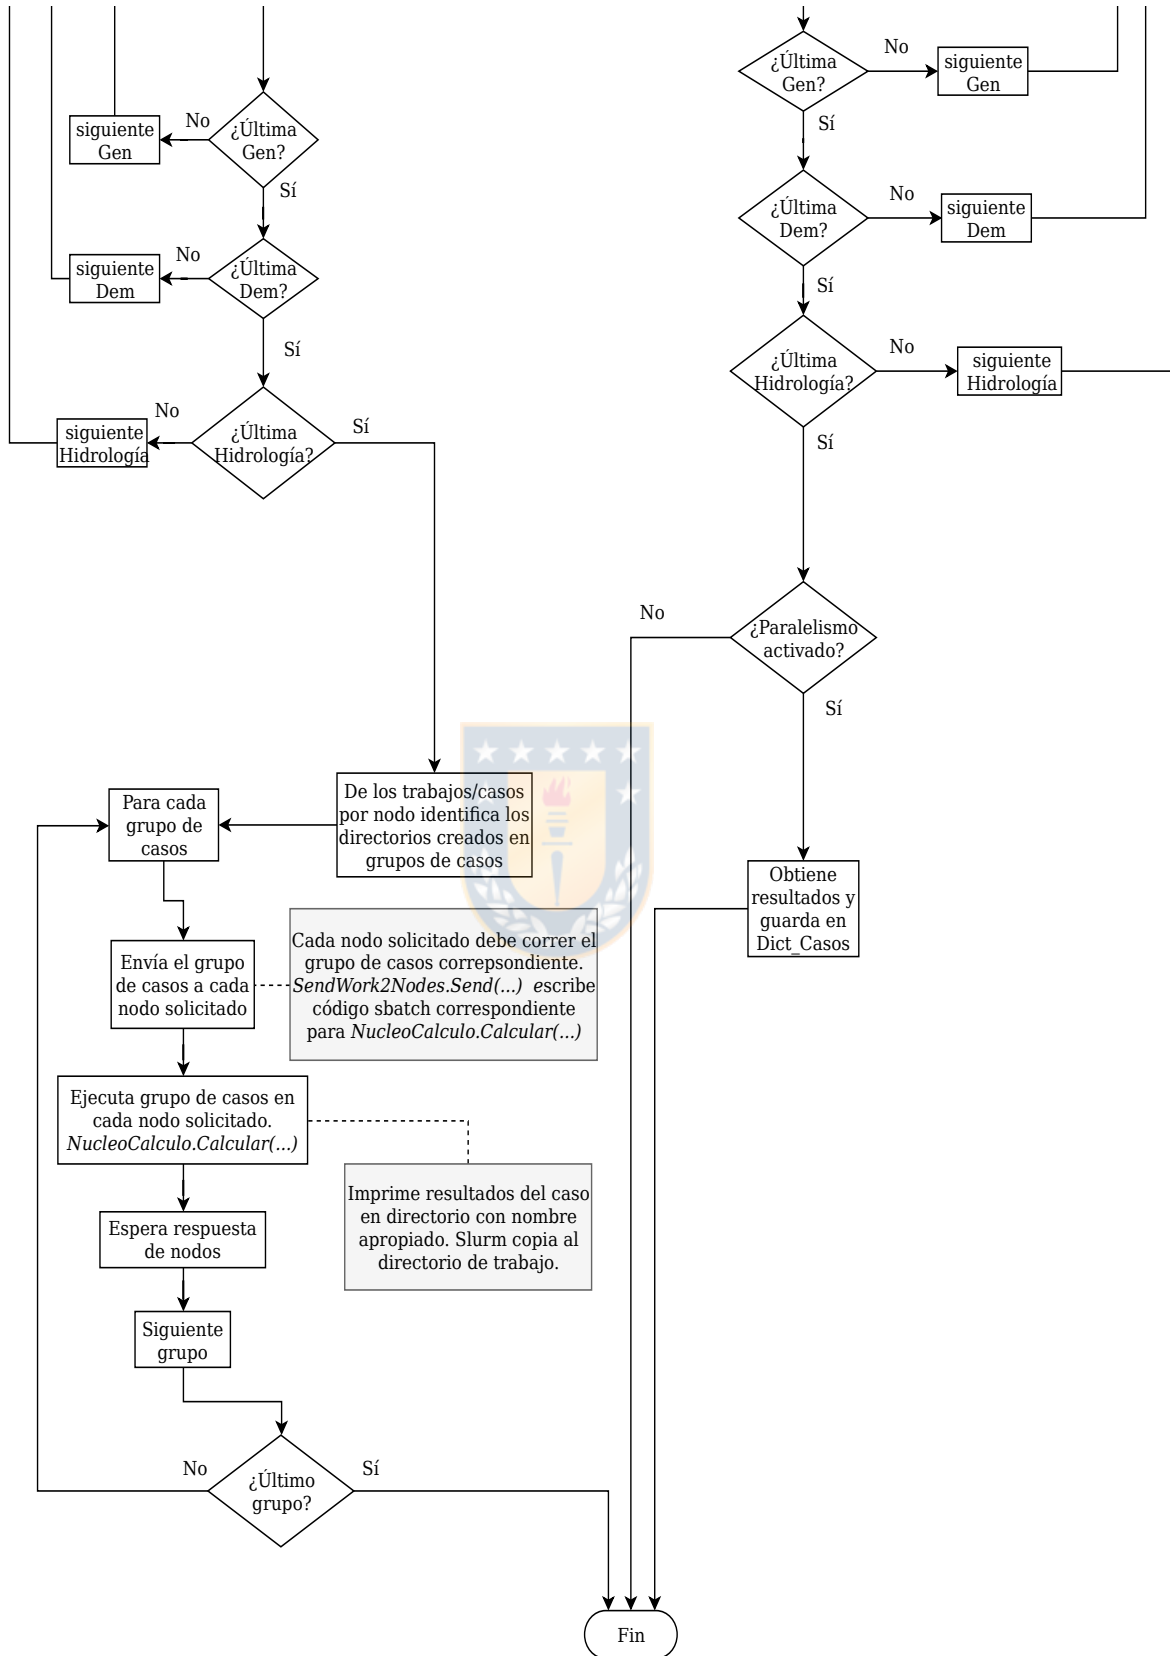 ¿Última
Gen?
No
siguiente
Gen
Sí
¿Última
Dem?
No
siguiente
Dem
Sí
¿Última
Hidrología?
No
siguiente
Hidrología
Sí
De los trabajos/casos
por nodo identifica los
directorios creados en
grupos de casos
Para cada
grupo de
casos
Envía el grupo
de casos a cada
nodo solicitado
Cada nodo solicitado debe correr el
grupo de casos correpsondiente.
SendWork2Nodes.Send(...) escribe
código sbatch correspondiente
para NucleoCalculo.Calcular(...)
Ejecuta grupo de casos en
cada nodo solicitado.
NucleoCalculo.Calcular(...)
Imprime resultados del caso
en directorio con nombre
apropiado. Slurm copia al
directorio de trabajo.
Espera respuesta
de nodos
Siguiente
grupo
¿Último
grupo?
No
Sí
¿Última
Gen?
No
siguiente
Gen
Sí
¿Última
Dem?
No
siguiente
Dem
Sí
¿Última
Hidrología?
No
siguiente
Hidrología
Sí
¿Paralelismo
activado?
No
Sí
Obtiene
resultados y
guarda en
Dict_Casos
Fin